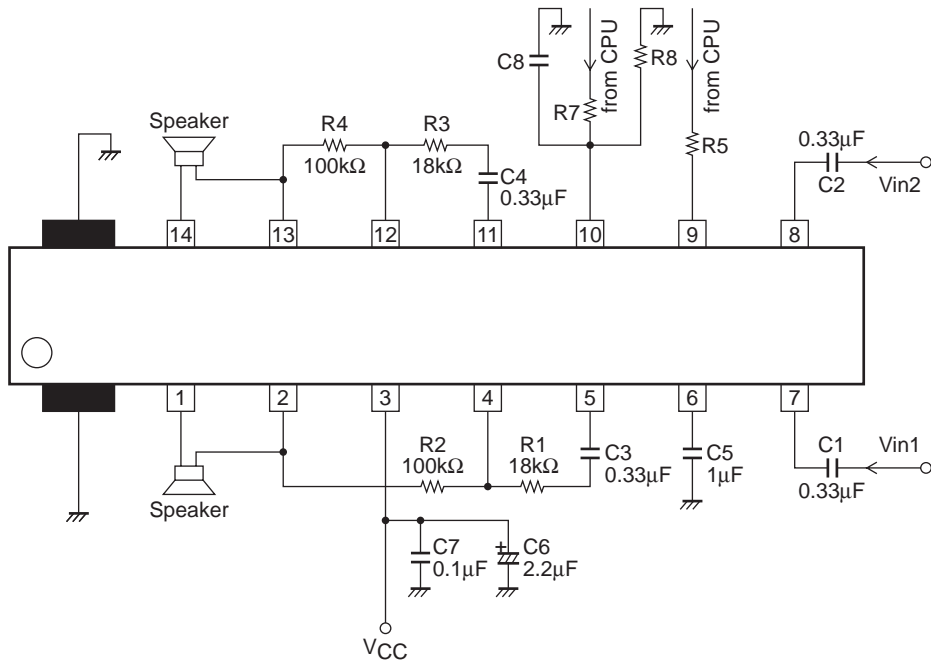 C8
R7
from CPU
R8
from CPU
R5
Speaker
R4
100kΩ
R3
18kΩ
C4
0.33μF
0.33μF
C2
Vin2
14
13
12
11
10
9
8
1
2
3
4
5
6
7
Speaker
R2
100kΩ
R1
18kΩ
C3
0.33μF
C5
1μF
C1
0.33μF
Vin1
C7
0.1μF
+
C6
2.2μF
VCC